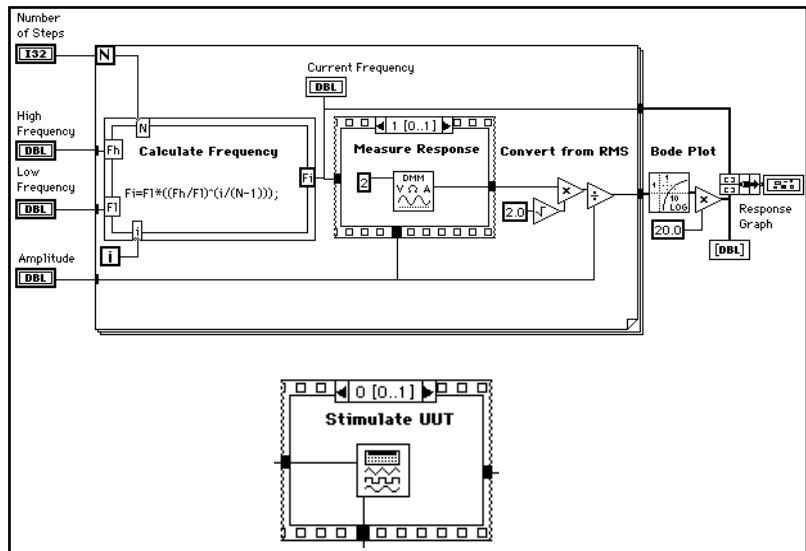 Number
of Steps
I32
N
High
Frequency
DBL
Low
Frequency
DBL
Amplitude
DBL
N
Calculate Frequency
Fh
Fi=Fl*((Fh/Fl)^(i/(N-1)));
Fl
i
i
Fi
Current Frequency
DBL
1 [0..1]
Measure Response
2
DMM
V Ω A
Convert from RMS
2.0
√
×
÷
Bode Plot
1
1 10
LOG
×
20.0
Response
Graph
[DBL]
0 [0..1]
Stimulate UUT